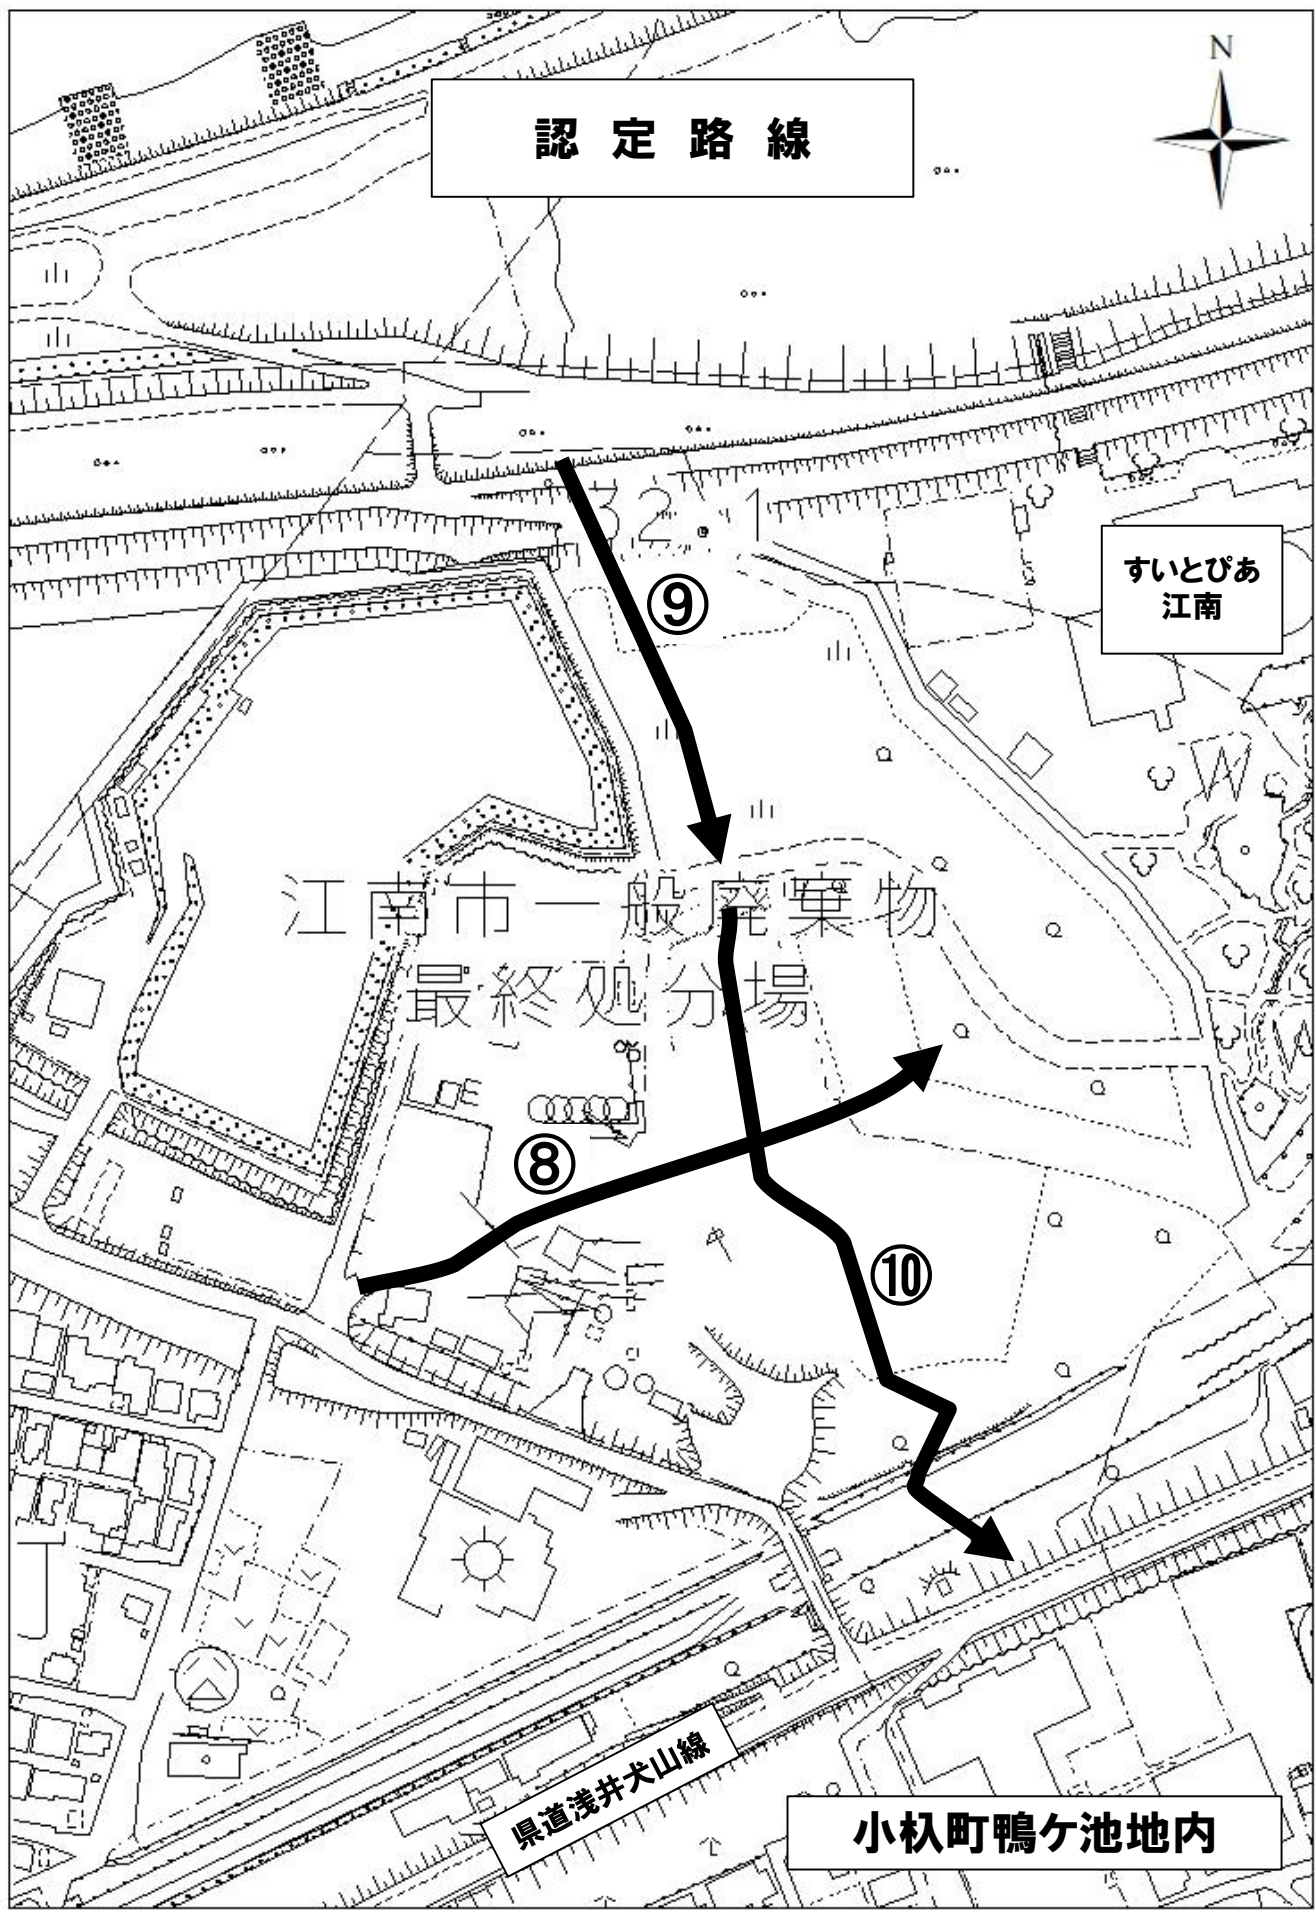 N
認定路線
32.1
すいとぴあ
江南
⑨
W
江南市一般廃棄物
最終処分場
E
⑧
⑩
県道浅井犬山線
小杁町鴨ケ池地内